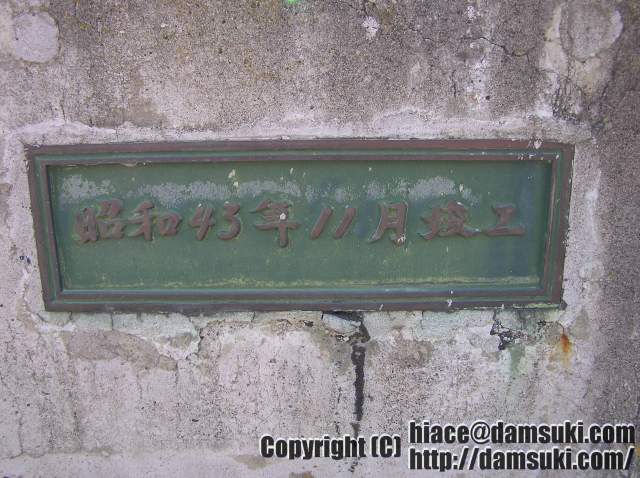 昭和43年11月竣工
Copyright (C) hiace@damsuki.com
http://damsuki.com/